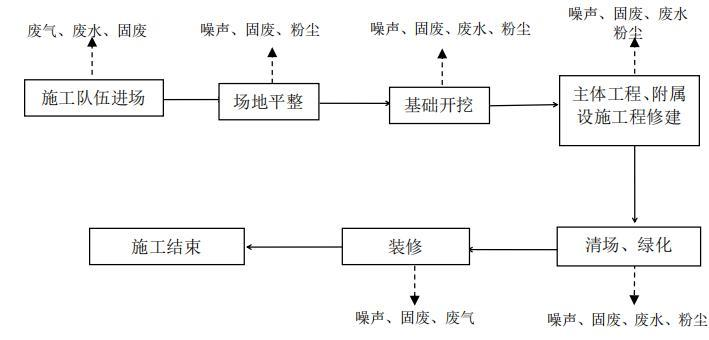 废气、废水、固废
噪声、固废、粉尘
噪声、固废、废水、粉尘
噪声、固废、废水
粉尘
施工队伍进场
场地平整
基础开挖
主体工程、附属
设施工程修建
施工结束
装修
清场、绿化
噪声、固废、废气
噪声、固废、废水、粉尘